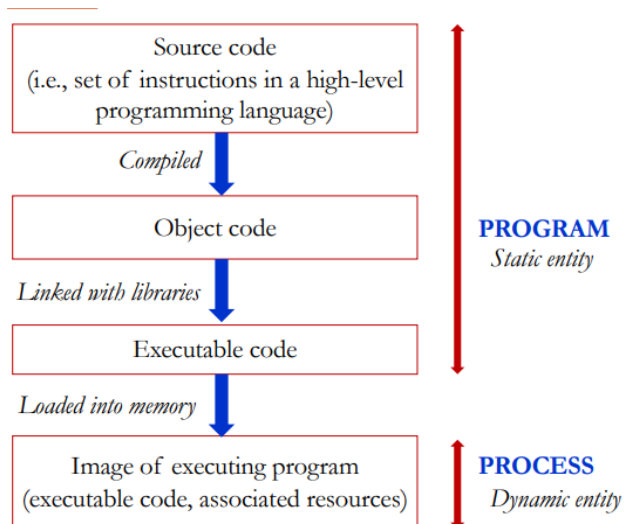 Source code
(i.e., set of instructions in a high-level
programming language)
Compiled
Object code
PROGRAM
Static entity
Linked with libraries
Executable code
Loaded into memory
Image of executing program
(executable code, associated resources)
PROCESS
Dynamic entity